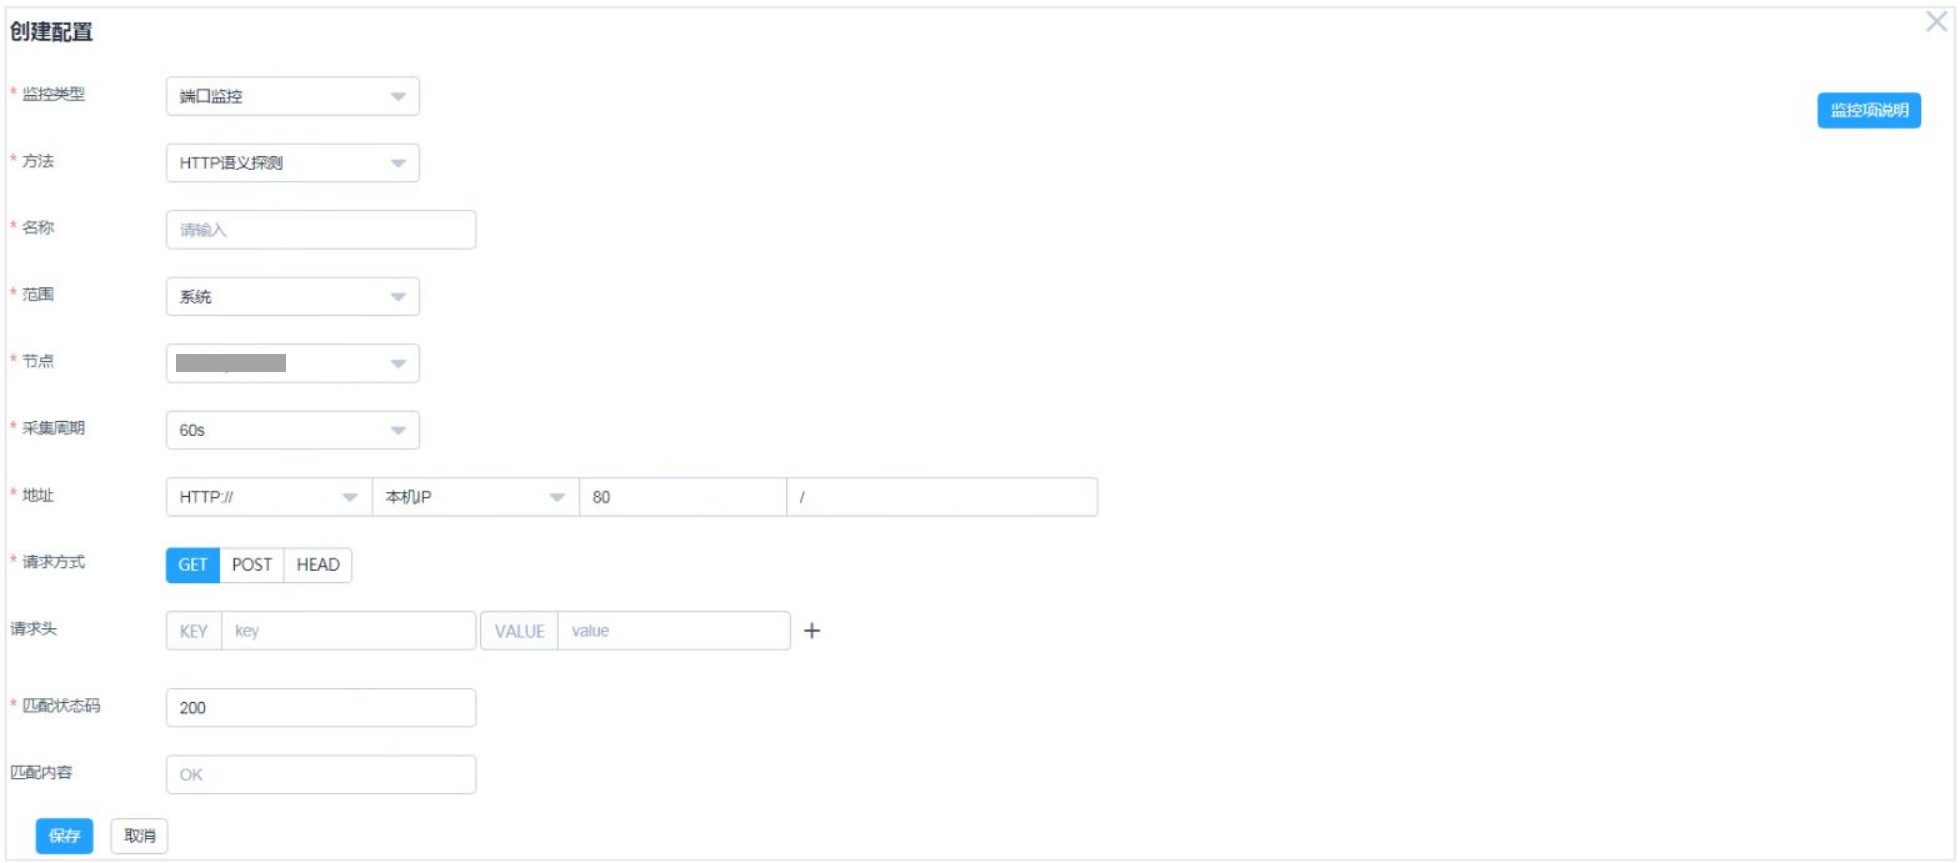 创建配置
监控项说明
* 监控类型 端口监控
* 方法 HTTP语义探测
* 名称 请输入
* 范围 系统
* 节点
* 采集周期 60s
* 地址 HTTP:// 本机IP 80 /
* 请求方式 GET POST HEAD
请求头 KEY key VALUE value +
* 匹配状态码 200
匹配内容 OK
保存 取消